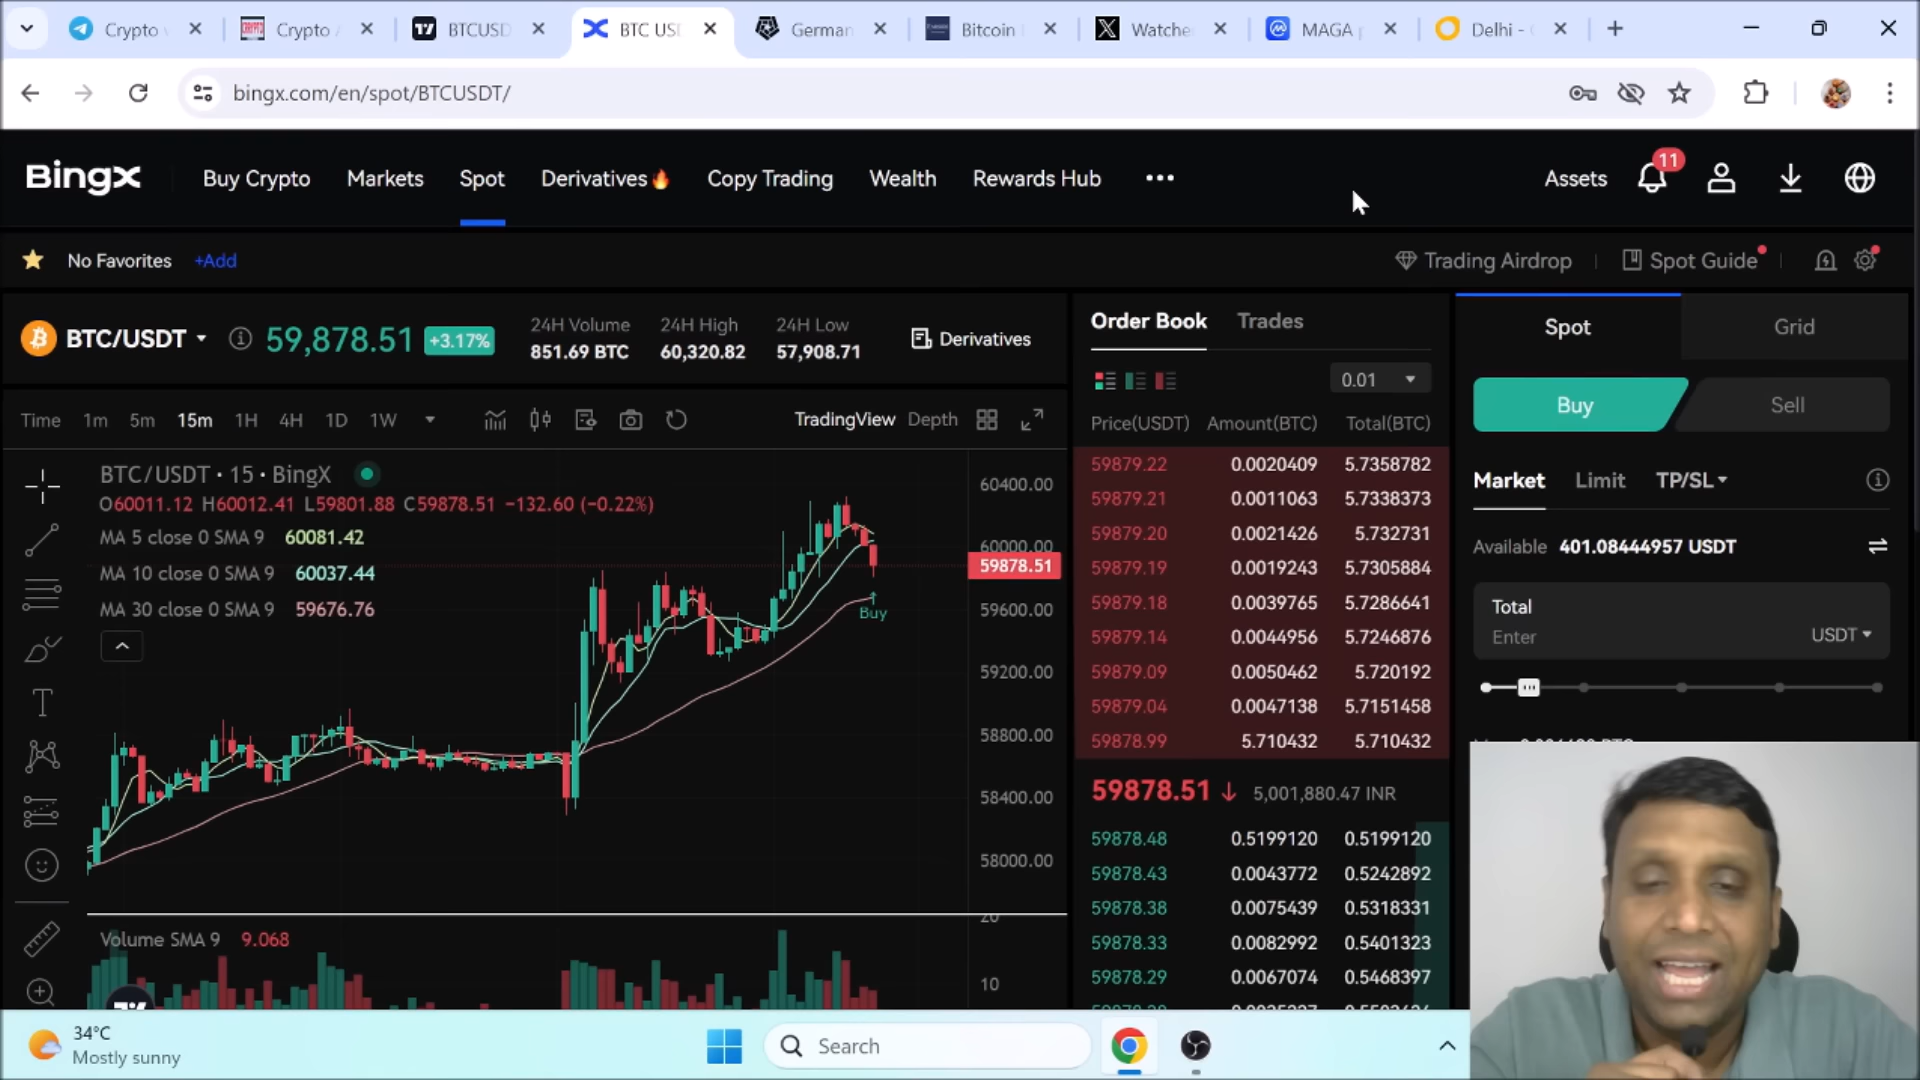 Crypto
Crypto
BTCUSD
BTC US
German
Bitcoin
Watche
MAGA
Delhi -
bingx.com/en/spot/BTCUSDT/
BingX
Buy Crypto
Markets
Spot
Derivatives
Copy Trading
Wealth
Rewards Hub
Assets
11
No Favorites
+Add
Trading Airdrop
Spot Guide
BTC/USDT
59,878.51
+3.17%
24H Volume
851.69 BTC
24H High
60,320.82
24H Low
57,908.71
Derivatives
Time 1m 5m 15m 1H 4H 1D 1W
TradingView Depth
BTC/USDT · 15 · BingX
O60011.12 H60012.41 L59801.88 C59878.51 −132.60 (−0.22%)
MA 5 close 0 SMA 9 60081.42
MA 10 close 0 SMA 9 60037.44
MA 30 close 0 SMA 9 59676.76
Buy
60400.00
60000.00
59878.51
59600.00
59200.00
58800.00
58400.00
58000.00
20
10
Volume SMA 9 9.068
Order Book Trades
0.01
Price(USDT) Amount(BTC) Total(BTC)
59879.22 0.0020409 5.7358782
59879.21 0.0011063 5.7338373
59879.20 0.0021426 5.732731
59879.19 0.0019243 5.7305884
59879.18 0.0039765 5.7286641
59879.14 0.0044956 5.7246876
59879.09 0.0050462 5.720192
59879.04 0.0047138 5.7151458
59878.99 5.710432 5.710432
59878.51 ↓ 5,001,880.47 INR
59878.48 0.5199120 0.5199120
59878.43 0.0043772 0.5242892
59878.38 0.0075439 0.5318331
59878.33 0.0082992 0.5401323
59878.29 0.0067074 0.5468397
Spot
Grid
Buy
Sell
Market Limit TP/SL
Available 401.08444957 USDT
Total
Enter
USDT
34°C
Mostly sunny
Search